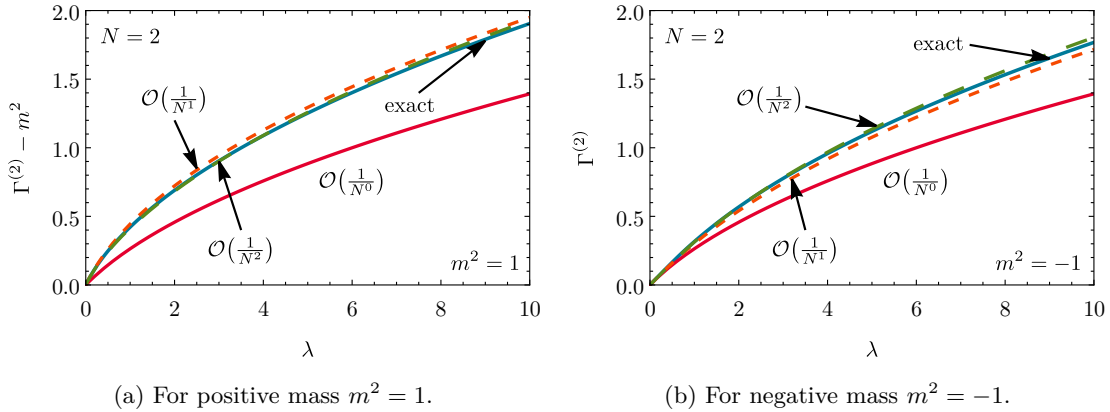 N = 2
Γ^(2) − m^2
O(1/N^1)
exact
O(1/N^0)
O(1/N^2)
m^2 = 1
0.0 0.5 1.0 1.5 2.0
0 2 4 6 8 10
λ
(a) For positive mass m^2 = 1.
N = 2
Γ^(2)
exact
O(1/N^2)
O(1/N^0)
O(1/N^1)
m^2 = −1
0.0 0.5 1.0 1.5 2.0
0 2 4 6 8 10
λ
(b) For negative mass m^2 = −1.